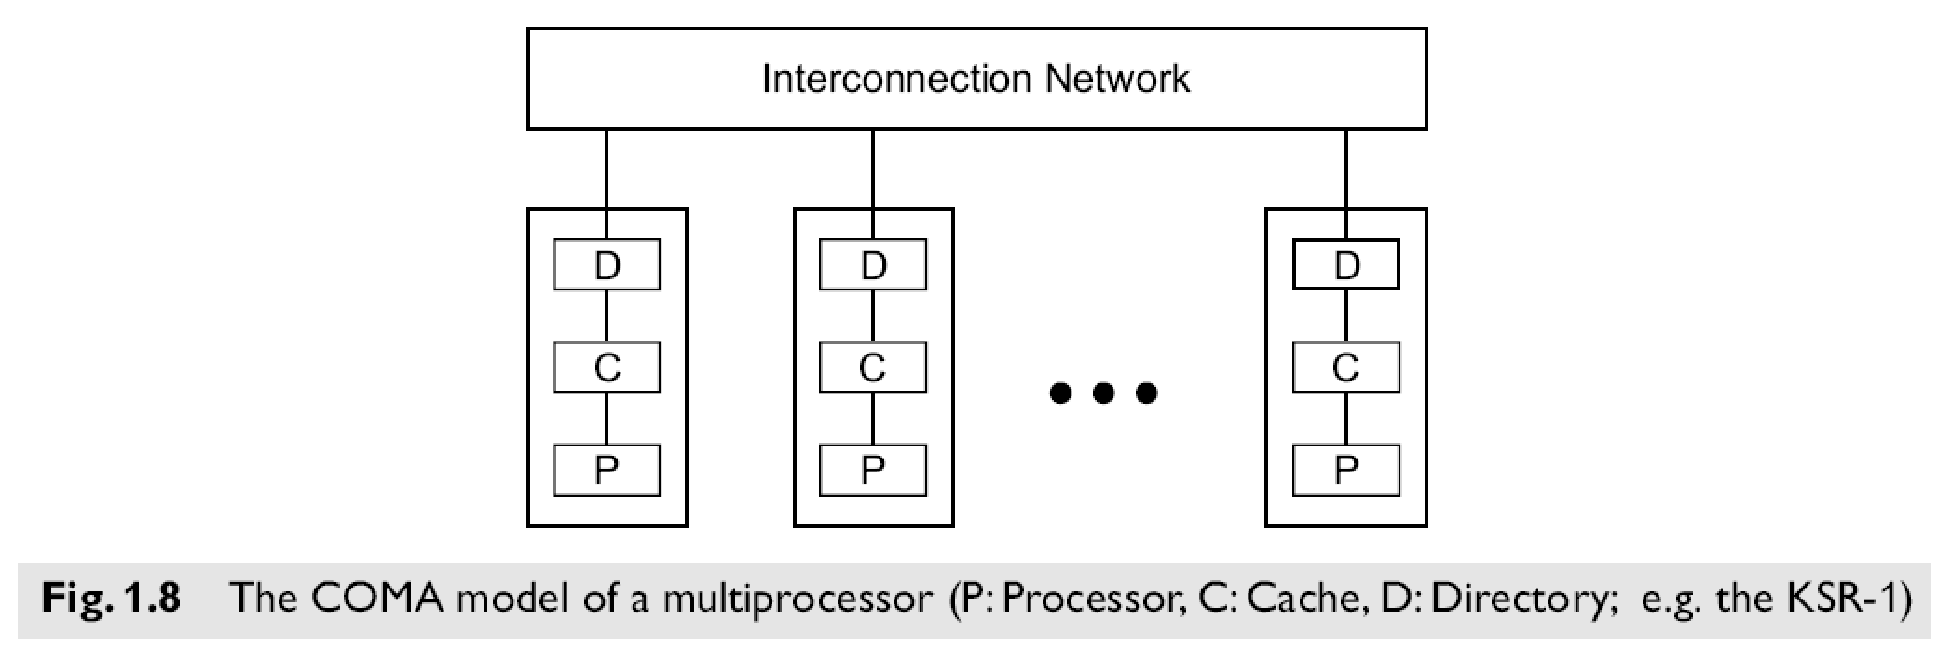 Interconnection Network
D D D
C C C
P P P
Fig. 1.8 The COMA model of a multiprocessor (P: Processor, C: Cache, D: Directory; e.g. the KSR-1)